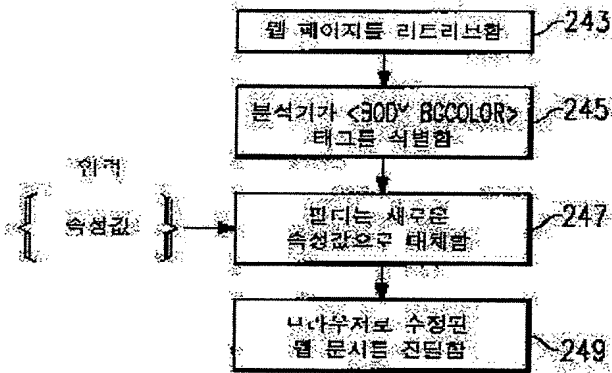 웹 페이지를 리트리브함
243
분석기가 <BODY BGCOLOR>
태그를 식별함
245
입력
속성값
필터는 새로운
속성값으로 대체함
247
브라우저로 수정된
웹 문서를 전달함
249